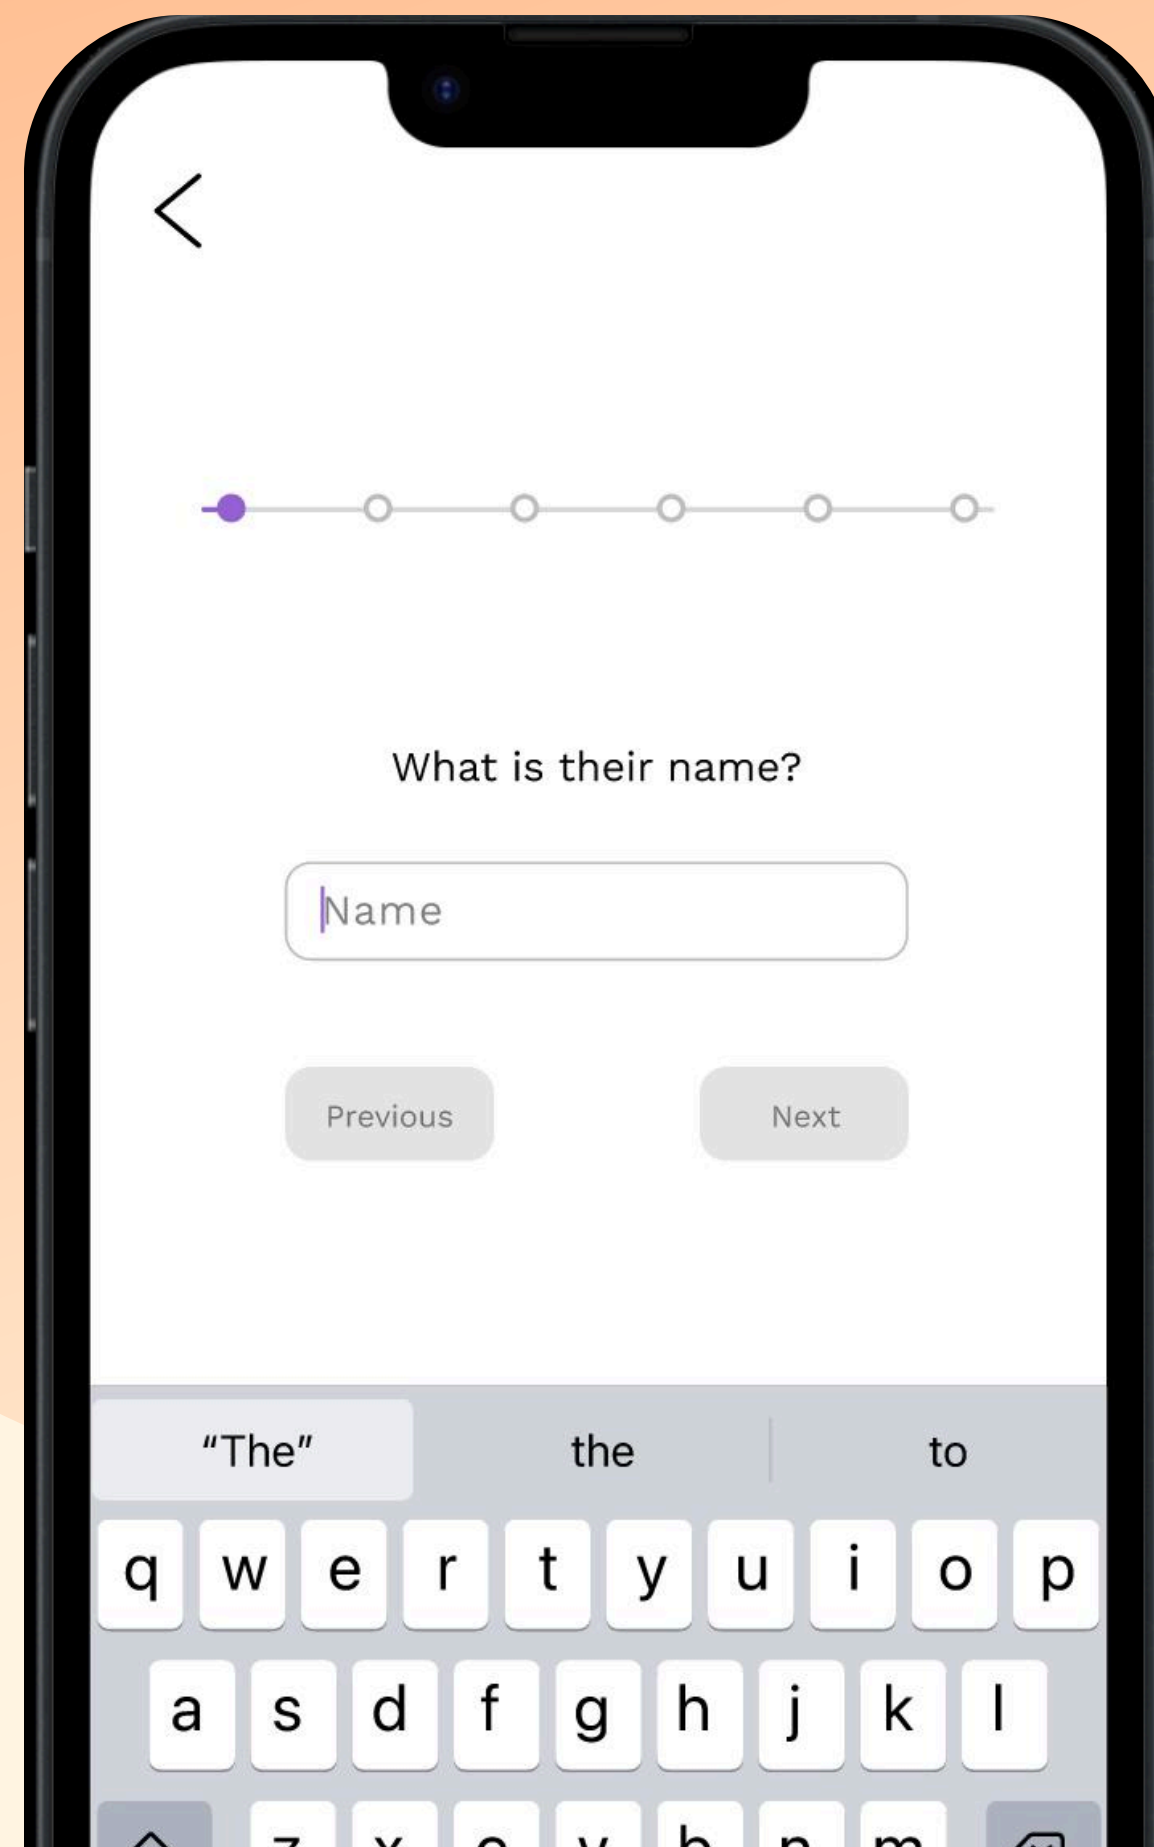 What is their name?
Name
Previous Next
“The” the to
q w e r t y u i o p
a s d f g h j k l
z x c v b n m